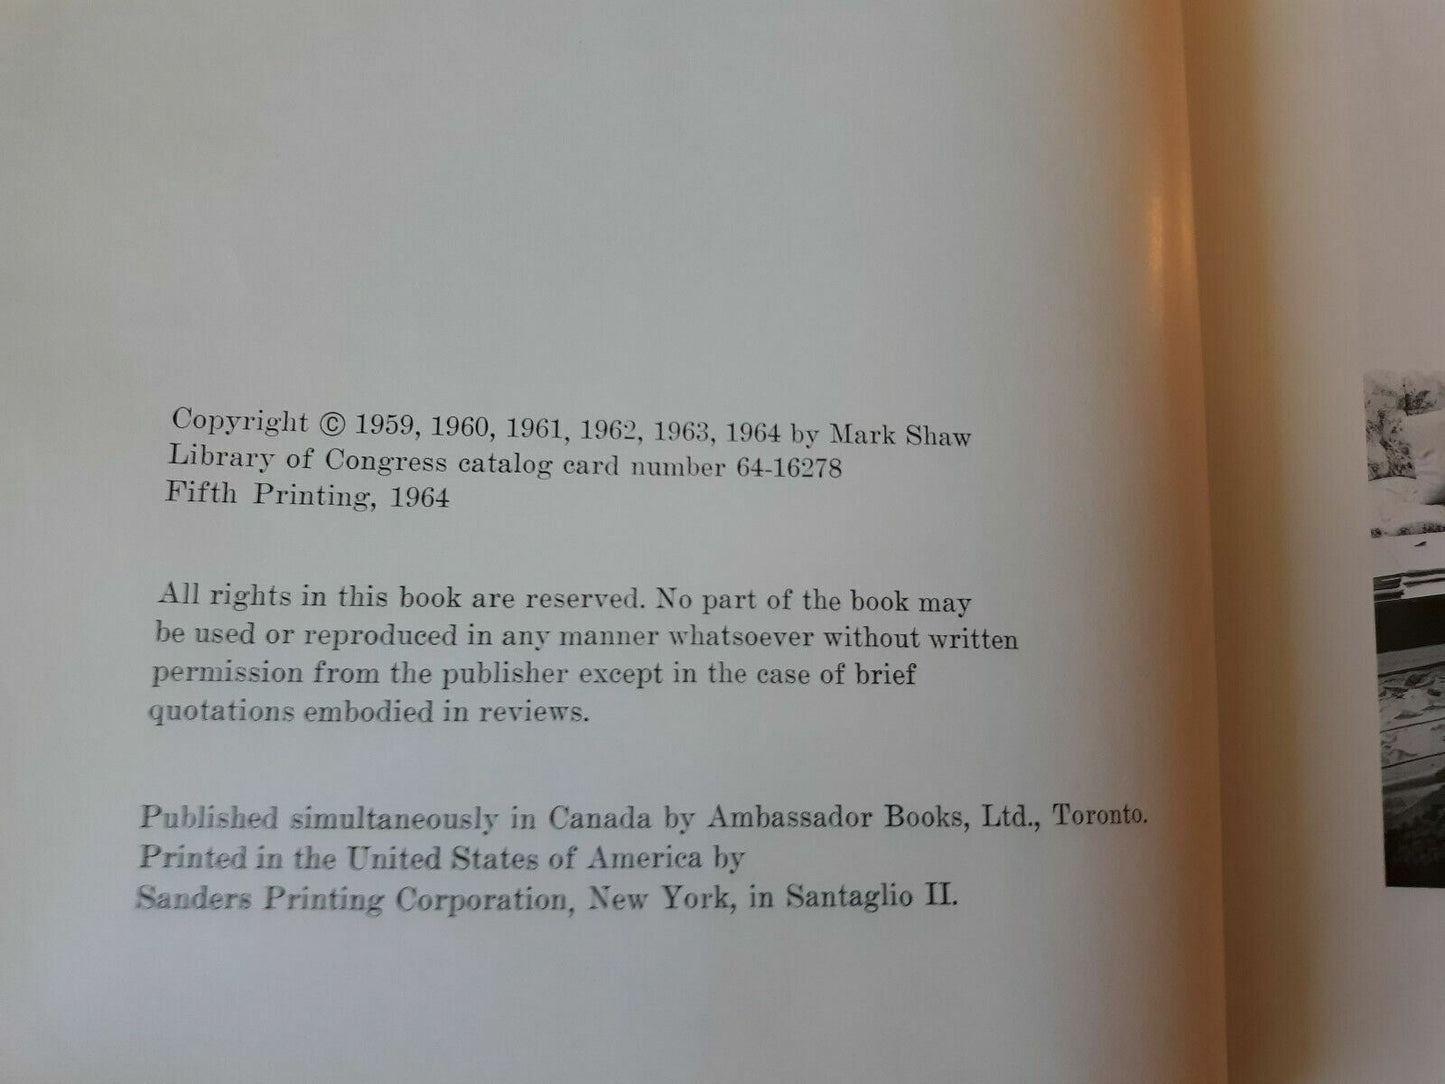 Copyright © 1959, 1960, 1961, 1962, 1963, 1964 by Mark Shaw
Library of Congress catalog card number 64-16278
Fifth Printing, 1964
All rights in this book are reserved. No part of the book may
be used or reproduced in any manner whatsoever without written
permission from the publisher except in the case of brief
quotations embodied in reviews.
Published simultaneously in Canada by Ambassador Books, Ltd., Toronto.
Printed in the United States of America by
Sanders Printing Corporation, New York, in Santaglio II.